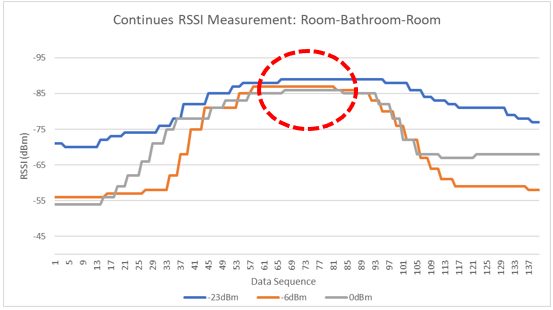 Continues RSSI Measurement: Room-Bathroom-Room
-95
-85
-75
-65
-55
-45
RSSI (dBm)
1 5 9 13 17 21 25 29 33 37 41 45 49 53 57 61 65 69 73 77 81 85 89 93 97 101 105 109 113 117 121 125 129 133 137
Data Sequence
-23dBm -6dBm 0dBm